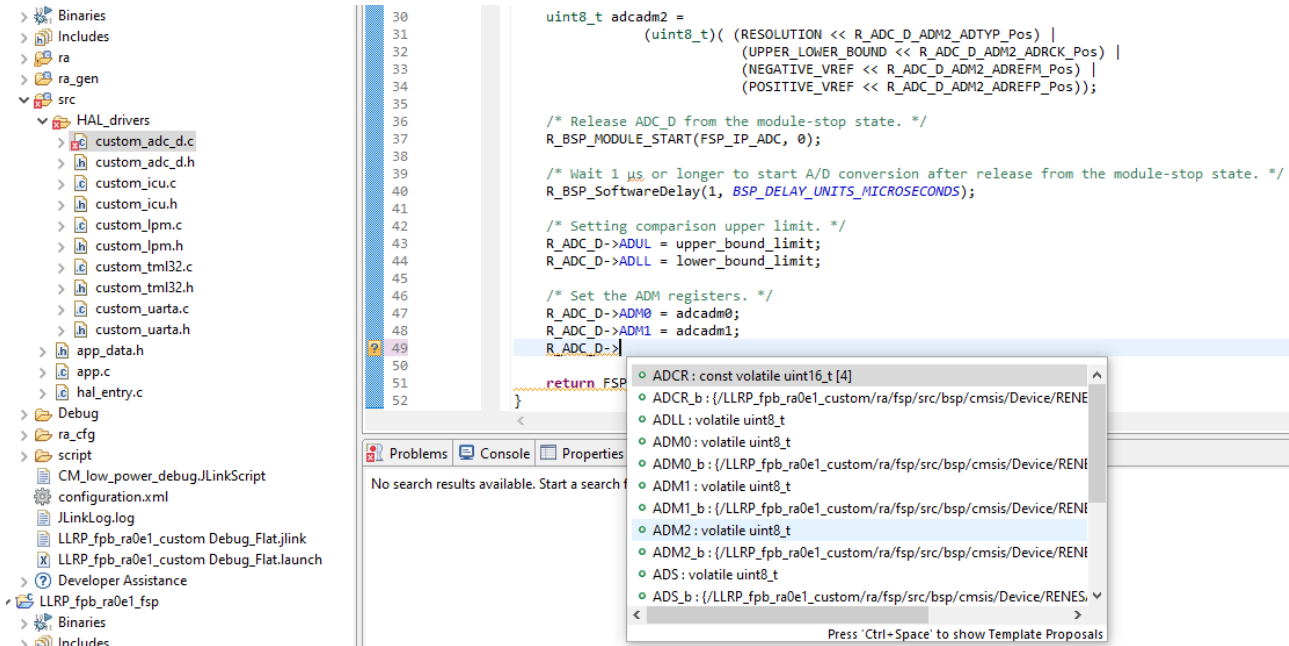 Binaries
Includes
ra
ra_gen
src
HAL_drivers
custom_adc_d.c
custom_adc_d.h
custom_icu.c
custom_icu.h
custom_lpm.c
custom_lpm.h
custom_tml32.c
custom_tml32.h
custom_uarta.c
custom_uarta.h
app_data.h
app.c
hal_entry.c
Debug
ra_cfg
script
CM_low_power_debug.JLinkScript
configuration.xml
JLinkLog.log
LLRP_fpb_ra0e1_custom Debug_Flat.jlink
LLRP_fpb_ra0e1_custom Debug_Flat.launch
Developer Assistance
LLRP_fpb_ra0e1_fsp
Binaries
Includes
30 uint8_t adcadm2 =
31 (uint8_t)( (RESOLUTION << R_ADC_D_ADM2_ADTYP_Pos) |
32 (UPPER_LOWER_BOUND << R_ADC_D_ADM2_ADRCK_Pos) |
33 (NEGATIVE_VREF << R_ADC_D_ADM2_ADREFM_Pos) |
34 (POSITIVE_VREF << R_ADC_D_ADM2_ADREFP_Pos));
35
36 /* Release ADC_D from the module-stop state. */
37 R_BSP_MODULE_START(FSP_IP_ADC, 0);
38
39 /* Wait 1 µs or longer to start A/D conversion after release from the module-stop state. */
40 R_BSP_SoftwareDelay(1, BSP_DELAY_UNITS_MICROSECONDS);
41
42 /* Setting comparison upper limit. */
43 R_ADC_D->ADUL = upper_bound_limit;
44 R_ADC_D->ADLL = lower_bound_limit;
45
46 /* Set the ADM registers. */
47 R_ADC_D->ADM0 = adcadm0;
48 R_ADC_D->ADM1 = adcadm1;
49 R_ADC_D->
50
51 return FSP
52 }
ADCR : const volatile uint16_t [4]
ADCR_b : {/LLRP_fpb_ra0e1_custom/ra/fsp/src/bsp/cmsis/Device/RENE
ADLL : volatile uint8_t
ADM0 : volatile uint8_t
ADM0_b : {/LLRP_fpb_ra0e1_custom/ra/fsp/src/bsp/cmsis/Device/RENE
ADM1 : volatile uint8_t
ADM1_b : {/LLRP_fpb_ra0e1_custom/ra/fsp/src/bsp/cmsis/Device/RENE
ADM2 : volatile uint8_t
ADM2_b : {/LLRP_fpb_ra0e1_custom/ra/fsp/src/bsp/cmsis/Device/RENE
ADS : volatile uint8_t
ADS_b : {/LLRP_fpb_ra0e1_custom/ra/fsp/src/bsp/cmsis/Device/RENES
Press 'Ctrl+Space' to show Template Proposals
Problems Console Properties
No search results available. Start a search f